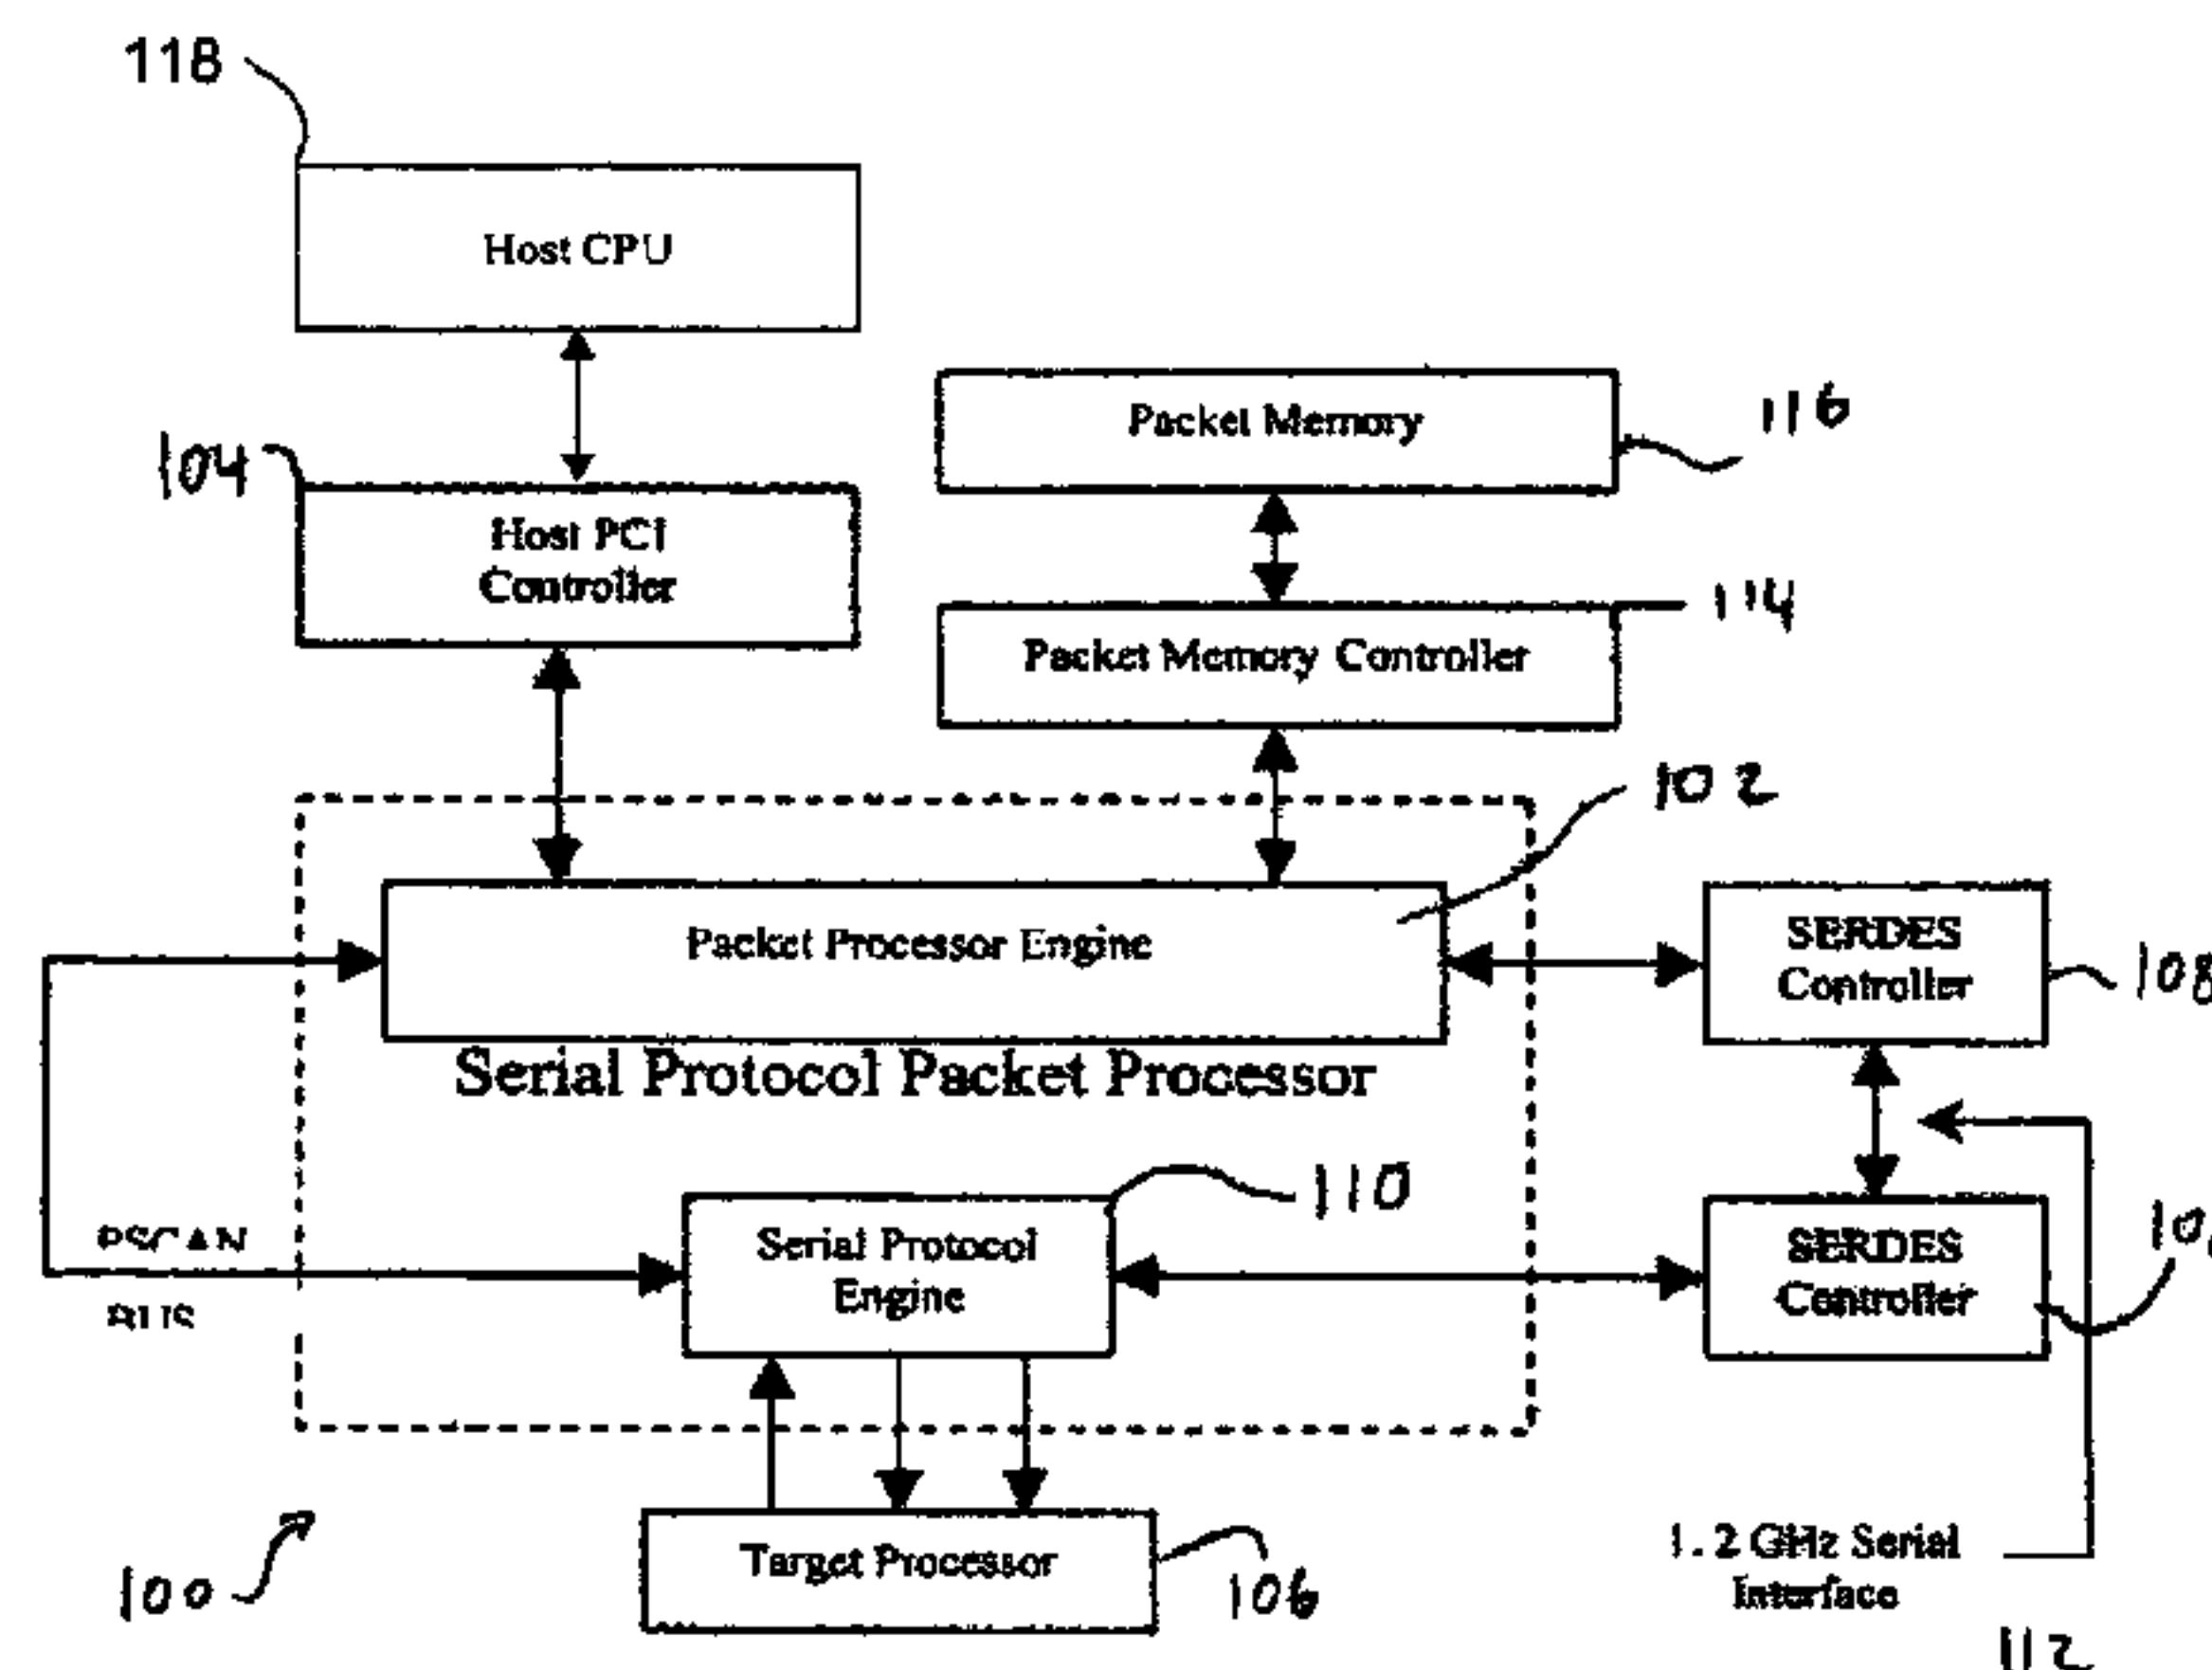 118
Host CPU
104
Host PCI
Controller
Packet Memory
116
Packet Memory Controller
114
102
Packet Processor Engine
SERDES
Controller
108
Serial Protocol Packet Processor
110
Serial Protocol
Engine
SERDES
Controller
Target Processor
106
100
1.2 GHz Serial
Interface
112